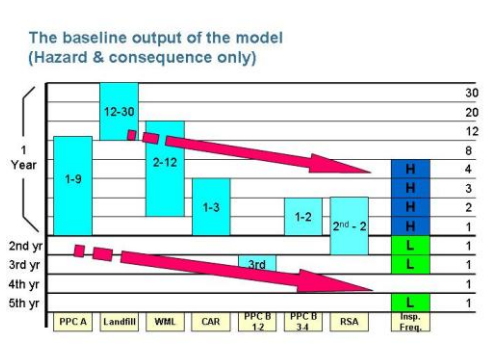 The baseline output of the model
(Hazard & consequence only)
30
12-30
20
12
1
Year
2-12
8
H
4
1-9
H
3
1-3
1-2
H
2
2nd - 2
H
1
2nd yr
L
1
3rd yr
3rd
L
1
4th yr
1
5th yr
L
1
PPC A
Landfill
WML
CAR
PPC B
1-2
PPC B
3-4
RSA
Insp.
Freq.